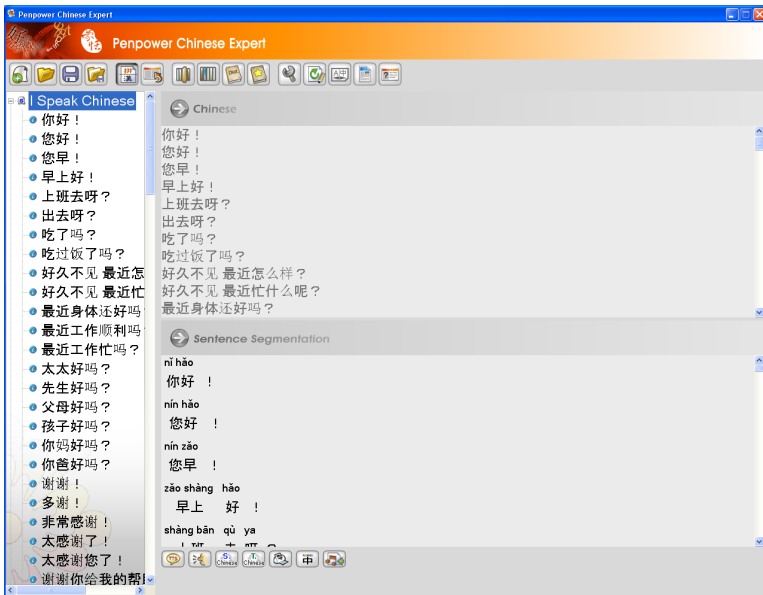 Penpower Chinese Expert
Penpower Chinese Expert
I Speak Chinese
你好！
您好！
您早！
早上好！
上班去呀？
出去呀？
吃了吗？
吃过饭了吗？
好久不见 最近怎
好久不见 最近忙
最近身体还好吗
最近工作顺利吗
最近工作忙吗？
太太好吗？
先生好吗？
父母好吗？
孩子好吗？
你妈好吗？
你爸好吗？
谢谢！
多谢！
非常感谢！
太感谢了！
太感谢您了！
谢谢你给我的帮
Chinese
你好！
您好！
您早！
早上好！
上班去呀？
出去呀？
吃了吗？
吃过饭了吗？
好久不见 最近怎么样？
好久不见 最近忙什么呢？
最近身体还好吗？
Sentence Segmentation
nǐ hǎo
你好 ！
nín hǎo
您好 ！
nín zǎo
您早 ！
zǎo shàng hǎo
早上 好 ！
shàng bān qù ya